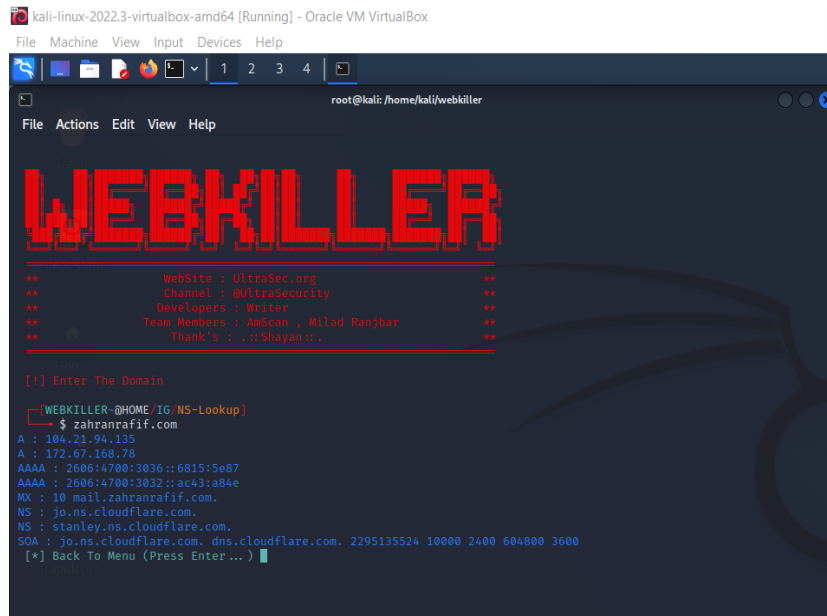 kali-linux-2022.3-virtualbox-amd64 [Running] - Oracle VM VirtualBox
File Machine View Input Devices Help
1 2 3 4
root@kali: /home/kali/webkiller
File Actions Edit View Help
WEBKILLER
** WebSite : UltraSec.org **
** Channel : @UltraSecurity **
** Developers : Writer **
** Team Members : AmScan , Milad Ranjbar **
** Thank's : .::Shayan::. **
[!] Enter The Domain
[WEBKILLER~@HOME/IG/NS-Lookup]
$ zahranrafif.com
A : 104.21.94.135
A : 172.67.168.78
AAAA : 2606:4700:3036::6815:5e87
AAAA : 2606:4700:3032::ac43:a84e
MX : 10 mail.zahranrafif.com.
NS : jo.ns.cloudflare.com.
NS : stanley.ns.cloudflare.com.
SOA : jo.ns.cloudflare.com. dns.cloudflare.com. 2295135524 10000 2400 604800 3600
[*] Back To Menu (Press Enter...)